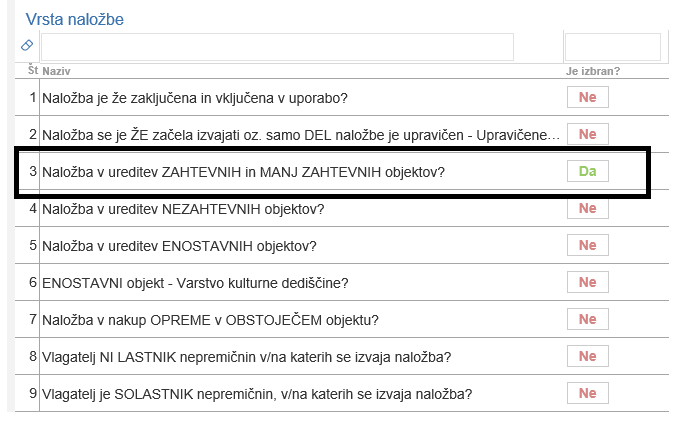 Vrsta naložbe
Št Naziv Je izbran?
1 Naložba je že zaključena in vključena v uporabo? Ne
2 Naložba se je ŽE začela izvajati oz. samo DEL naložbe je upravičen - Upravičene... Ne
3 Naložba v ureditev ZAHTEVNIH in MANJ ZAHTEVNIH objektov? Da
4 Naložba v ureditev NEZAHTEVNIH objektov? Ne
5 Naložba v ureditev ENOSTAVNIH objektov? Ne
6 ENOSTAVNI objekt - Varstvo kulturne dediščine? Ne
7 Naložba v nakup OPREME v OBSTOJEČEM objektu? Ne
8 Vlagatelj NI LASTNIK nepremičnin v/na katerih se izvaja naložba? Ne
9 Vlagatelj je SOLASTNIK nepremičnin, v/na katerih se izvaja naložba? Ne